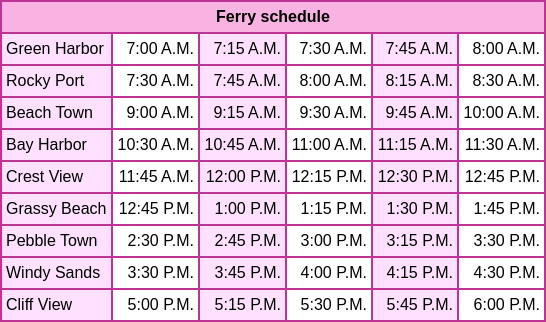 Ferry schedule
Green Harbor 7:00 A.M. 7:15 A.M. 7:30 A.M. 7:45 A.M. 8:00 A.M.
Rocky Port 7:30 A.M. 7:45 A.M. 8:00 A.M. 8:15 A.M. 8:30 A.M.
Beach Town 9:00 A.M. 9:15 A.M. 9:30 A.M. 9:45 A.M. 10:00 A.M.
Bay Harbor 10:30 A.M. 10:45 A.M. 11:00 A.M. 11:15 A.M. 11:30 A.M.
Crest View 11:45 A.M. 12:00 P.M. 12:15 P.M. 12:30 P.M. 12:45 P.M.
Grassy Beach 12:45 P.M. 1:00 P.M. 1:15 P.M. 1:30 P.M. 1:45 P.M.
Pebble Town 2:30 P.M. 2:45 P.M. 3:00 P.M. 3:15 P.M. 3:30 P.M.
Windy Sands 3:30 P.M. 3:45 P.M. 4:00 P.M. 4:15 P.M. 4:30 P.M.
Cliff View 5:00 P.M. 5:15 P.M. 5:30 P.M. 5:45 P.M. 6:00 P.M.